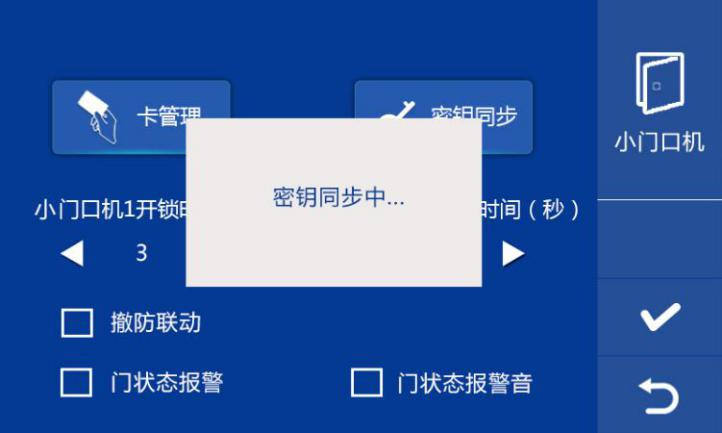 卡管理
密钥同步
小门口机
密钥同步中...
小门口机1开锁
时间（秒）
3
撤防联动
门状态报警
门状态报警音